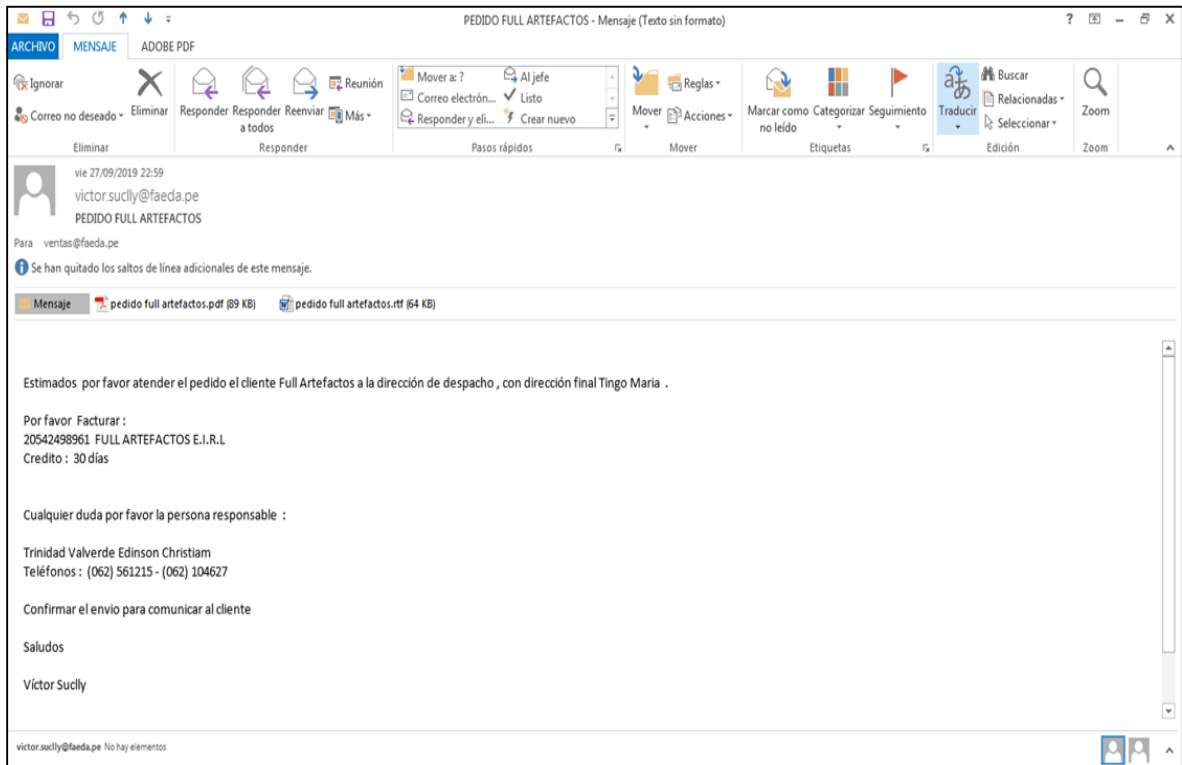 PEDIDO FULL ARTEFACTOS - Mensaje (Texto sin formato)
ARCHIVO MENSAJE ADOBE PDF
Ignorar
Correo no deseado
Eliminar
Eliminar
Responder Responder a todos Reenviar
Reunión
Más
Responder
Mover a: ? Al jefe
Correo electrón... Listo
Responder y eli... Crear nuevo
Pasos rápidos
Mover
Reglas
Acciones
Mover
Marcar como no leído
Categorizar
Seguimiento
Etiquetas
Traducir
Buscar
Relacionadas
Seleccionar
Edición
Zoom
Zoom
vie 27/09/2019 22:59
victor.suclly@faeda.pe
PEDIDO FULL ARTEFACTOS
Para ventas@faeda.pe
Se han quitado los saltos de línea adicionales de este mensaje.
Mensaje pedido full artefactos.pdf (89 KB) pedido full artefactos.rtf (64 KB)
Estimados por favor atender el pedido el cliente Full Artefactos a la dirección de despacho , con dirección final Tingo Maria .
Por favor Facturar :
20542498961 FULL ARTEFACTOS E.I.R.L
Credito : 30 días
Cualquier duda por favor la persona responsable :
Trinidad Valverde Edinson Christiam
Teléfonos : (062) 561215 - (062) 104627
Confirmar el envio para comunicar al cliente
Saludos
Víctor Suclly
victor.suclly@faeda.pe No hay elementos